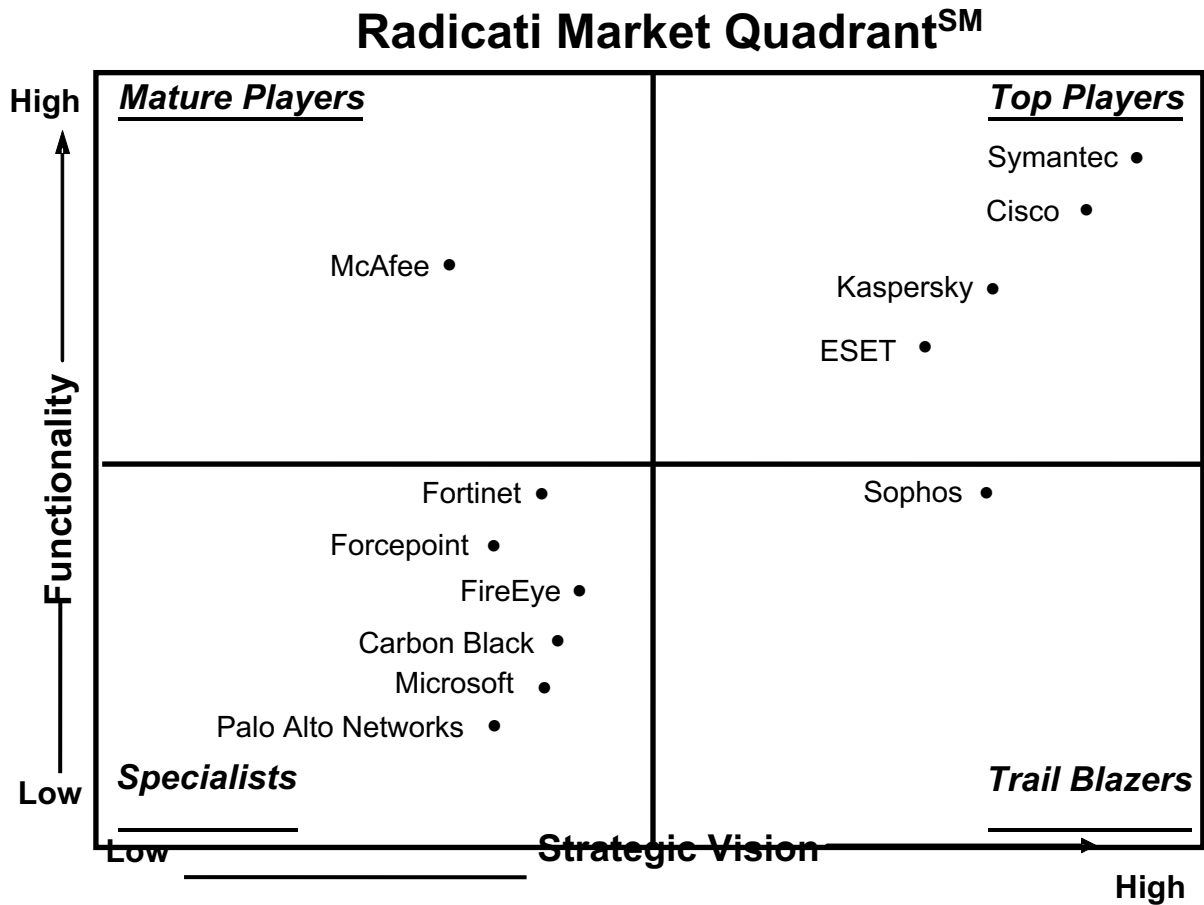 Radicati Market QuadrantSM
High
Mature Players
Top Players
Symantec
Cisco
McAfee
Kaspersky
ESET
Functionality
Fortinet
Sophos
Forcepoint
FireEye
Carbon Black
Microsoft
Palo Alto Networks
Specialists
Trail Blazers
Low
Low
Strategic Vision
High